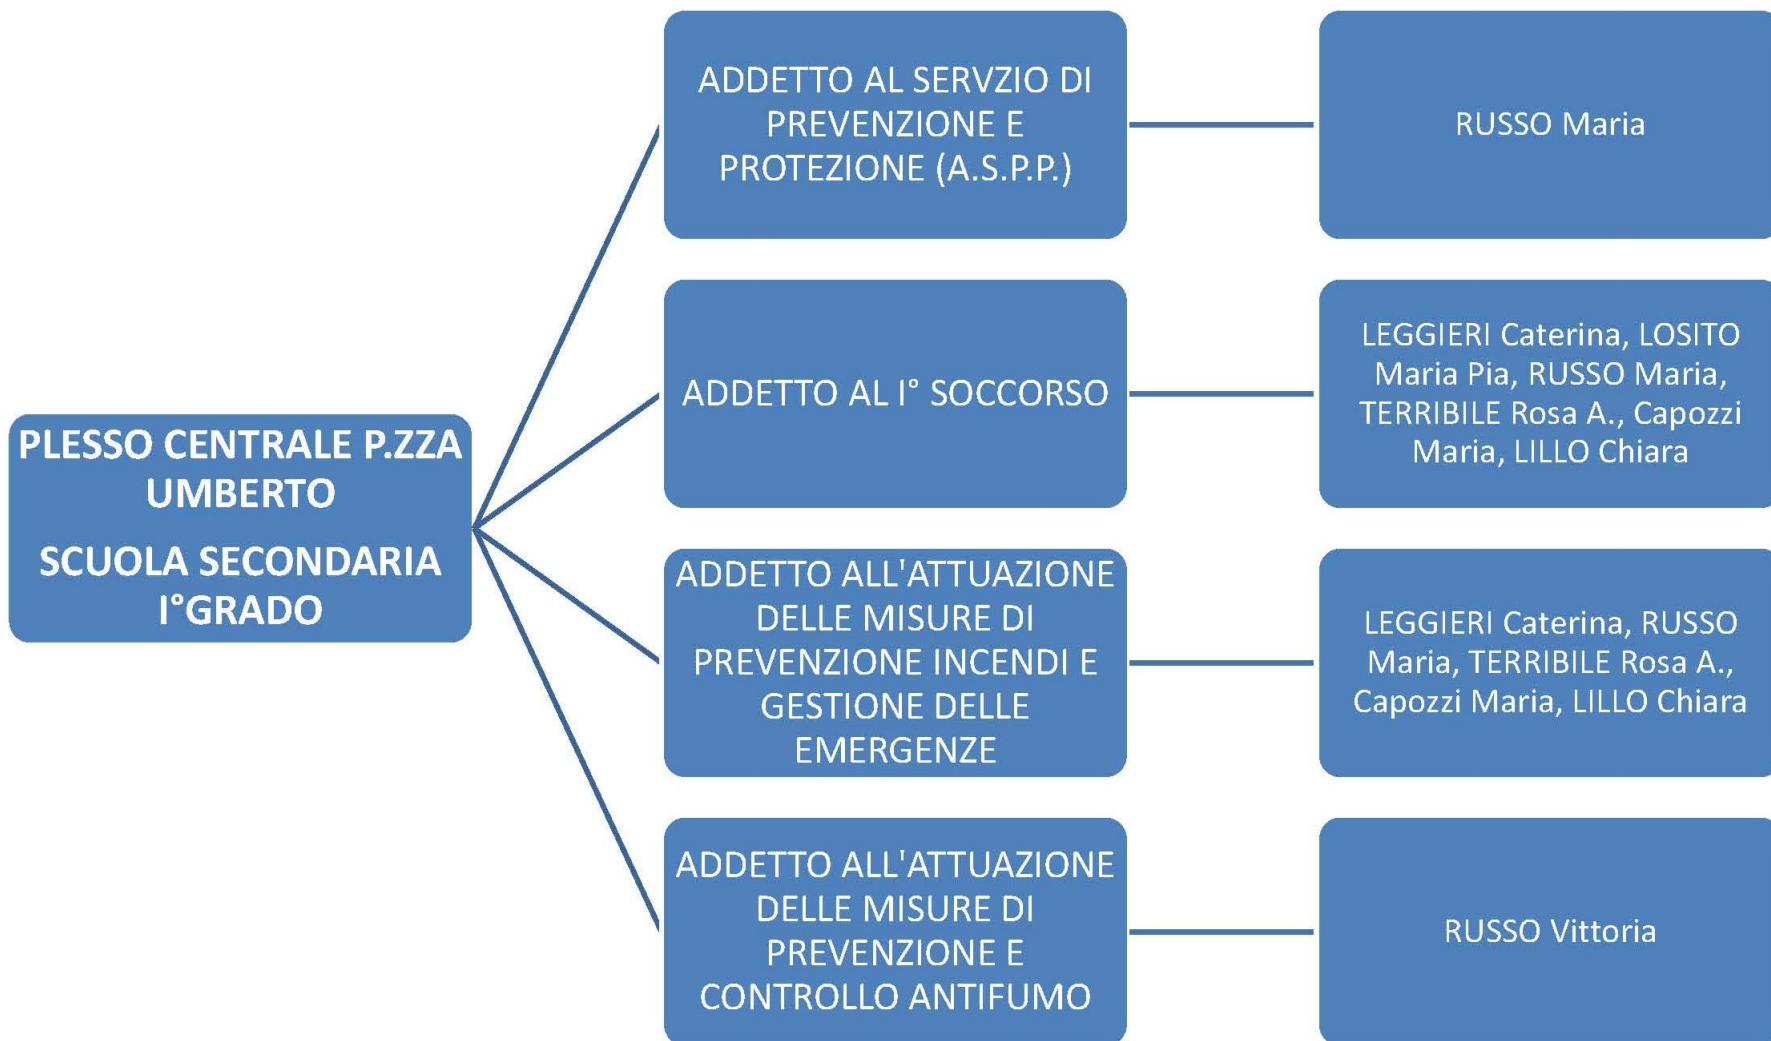 PLESSO CENTRALE P.ZZA
UMBERTO
SCUOLA SECONDARIA
I°GRADO
ADDETTO AL SERVZIO DI
PREVENZIONE E
PROTEZIONE (A.S.P.P.)
RUSSO Maria
ADDETTO AL I° SOCCORSO
LEGGIERI Caterina, LOSITO
Maria Pia, RUSSO Maria,
TERRIBILE Rosa A., Capozzi
Maria, LILLO Chiara
ADDETTO ALL'ATTUAZIONE
DELLE MISURE DI
PREVENZIONE INCENDI E
GESTIONE DELLE
EMERGENZE
LEGGIERI Caterina, RUSSO
Maria, TERRIBILE Rosa A.,
Capozzi Maria, LILLO Chiara
ADDETTO ALL'ATTUAZIONE
DELLE MISURE DI
PREVENZIONE E
CONTROLLO ANTIFUMO
RUSSO Vittoria